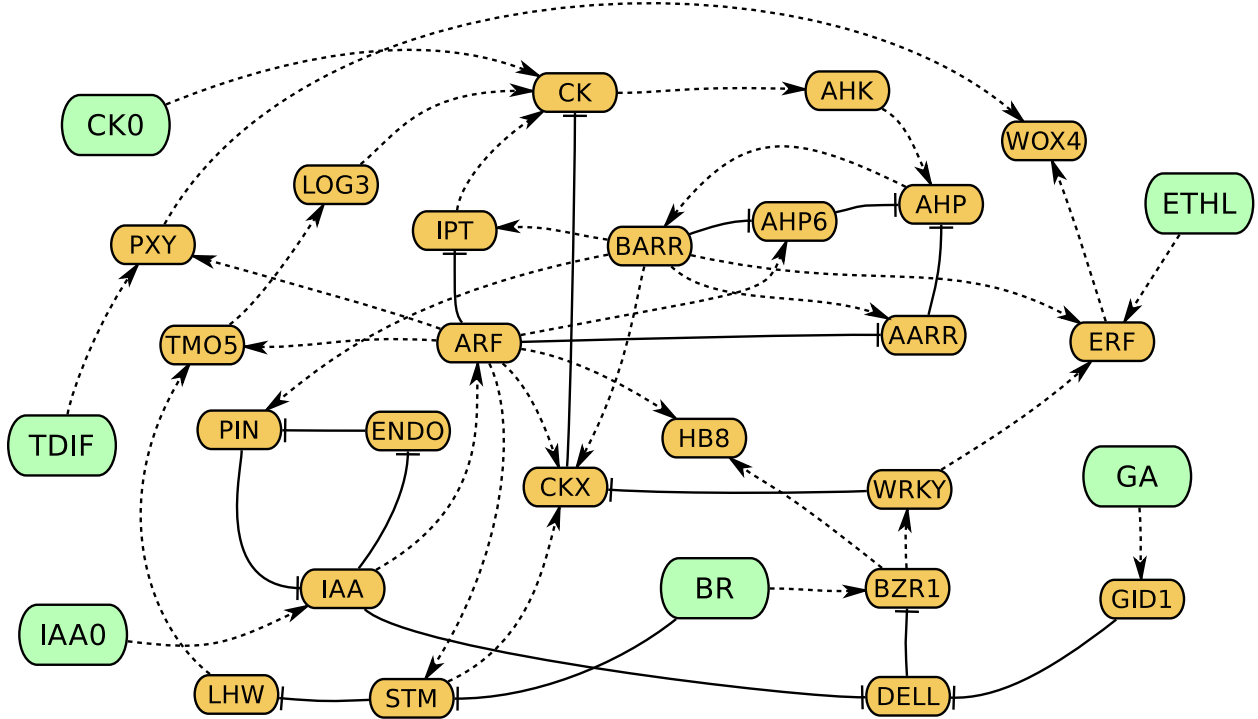 CK
AHK
CK0
WOX4
LOG3
ETHL
AHP
AHP6
IPT
PXY
BARR
TMO5
ARF
AARR
ERF
PIN
ENDO
HB8
TDIF
GA
CKX
WRKY
IAA
BR
BZR1
GID1
IAA0
LHW
STM
DELL